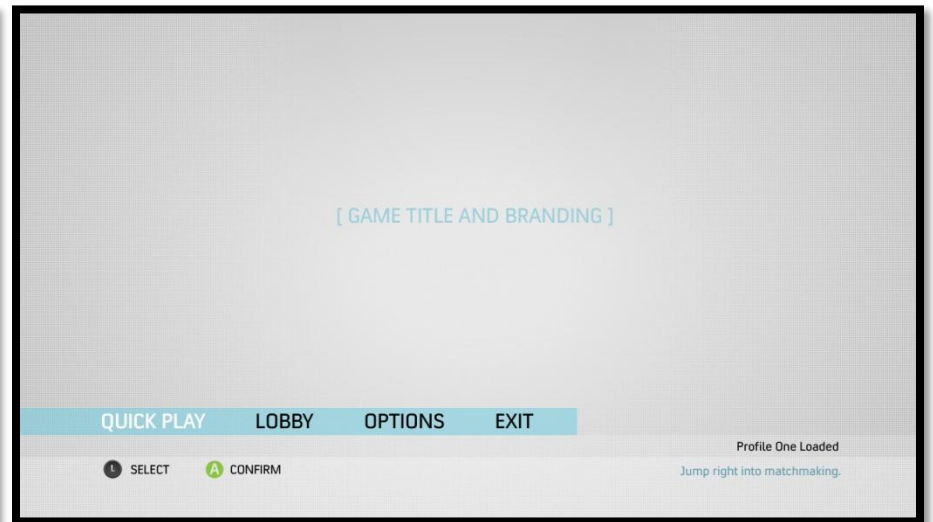 [ GAME TITLE AND BRANDING ]
QUICK PLAY LOBBY OPTIONS EXIT
Profile One Loaded
L SELECT A CONFIRM
Jump right into matchmaking.